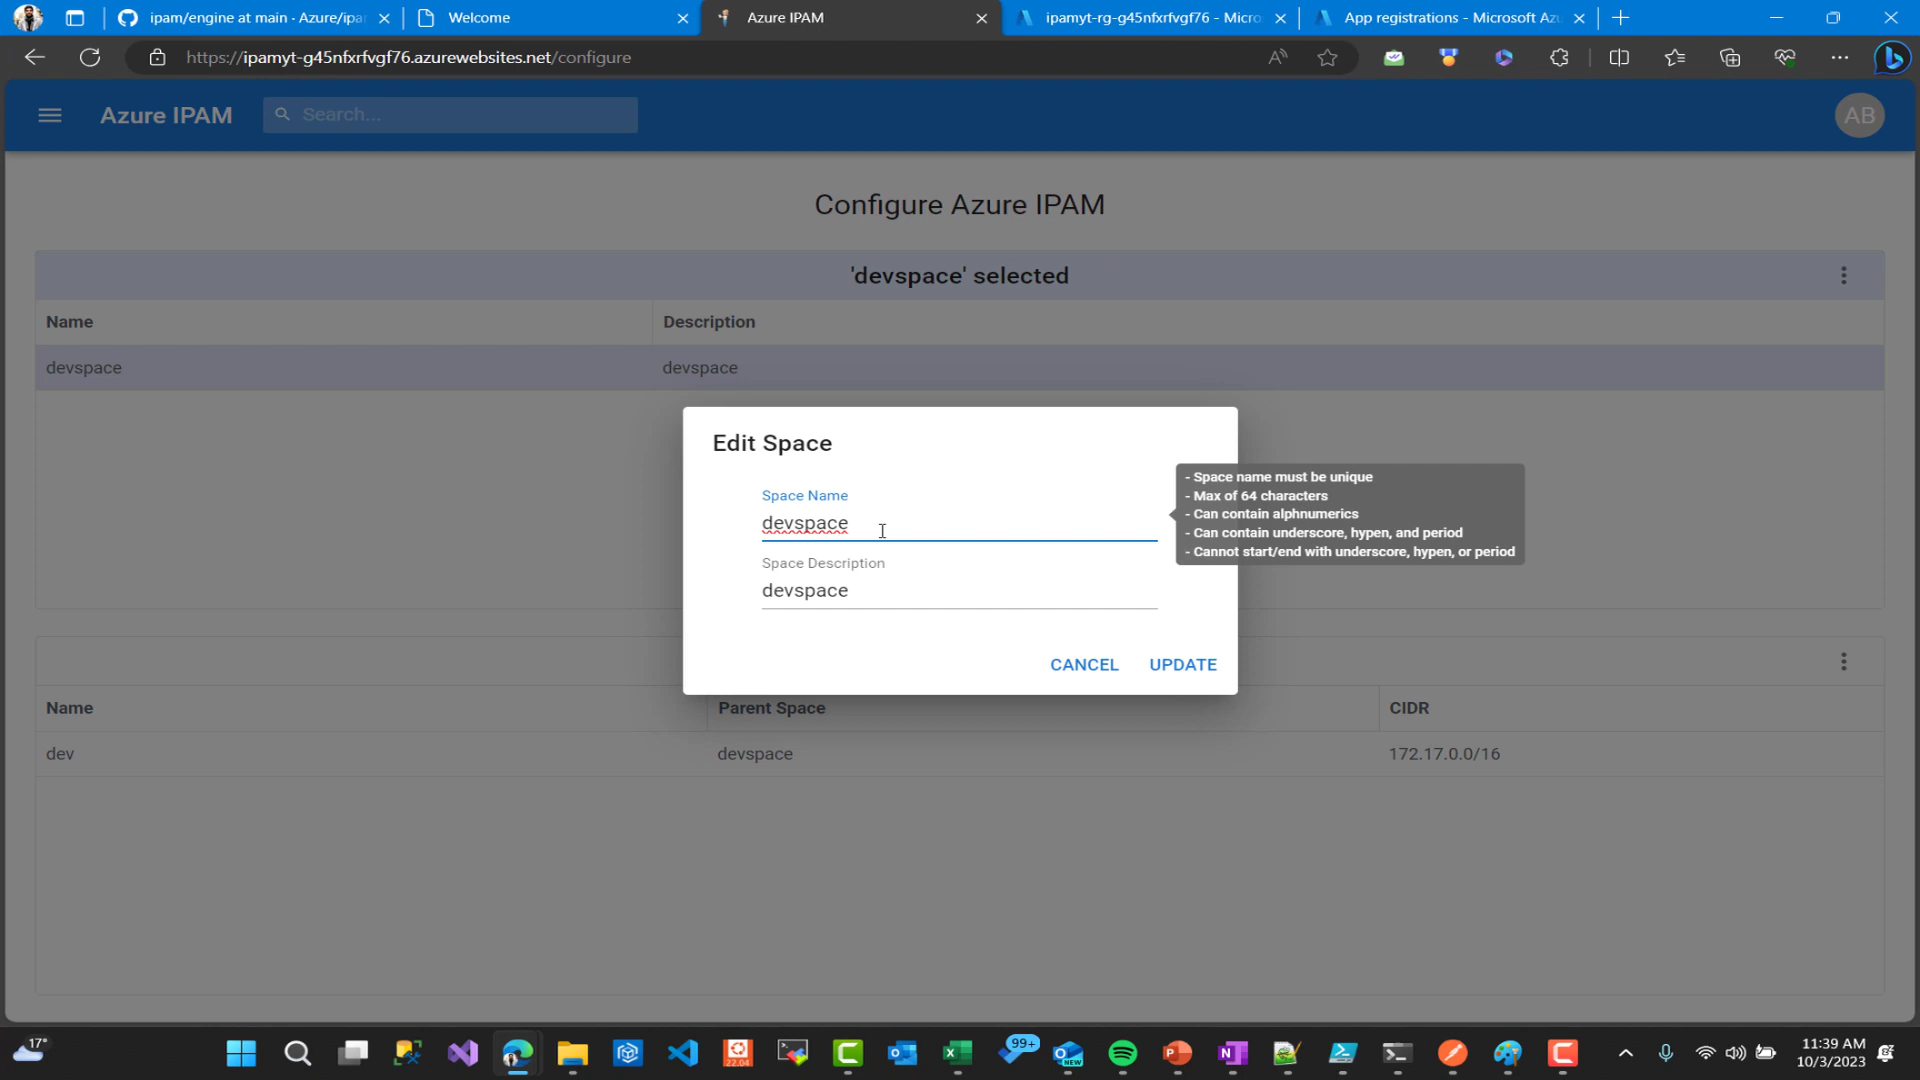 ipam/engine at main · Azure/ipa
Welcome
Azure IPAM
ipamyt-rg-g45nfxrfvgf76 - Micro
App registrations - Microsoft Az
https://ipamyt-g45nfxrfvgf76.azurewebsites.net/configure
Azure IPAM
Search...
AB
Configure Azure IPAM
'devspace' selected
Name
Description
devspace
devspace
Edit Space
Space Name
devspace
Space Description
devspace
- Space name must be unique
- Max of 64 characters
- Can contain alphnumerics
- Can contain underscore, hypen, and period
- Cannot start/end with underscore, hypen, or period
CANCEL
UPDATE
Name
Parent Space
CIDR
dev
devspace
172.17.0.0/16
17°
22.04
99+
NEW
11:39 AM
10/3/2023